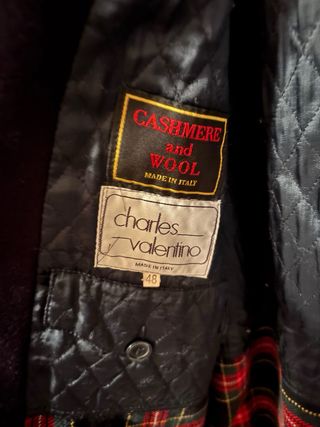 CASHMERE
and
WOOL
MADE IN ITALY
charles
valentino
MADE IN ITALY
48